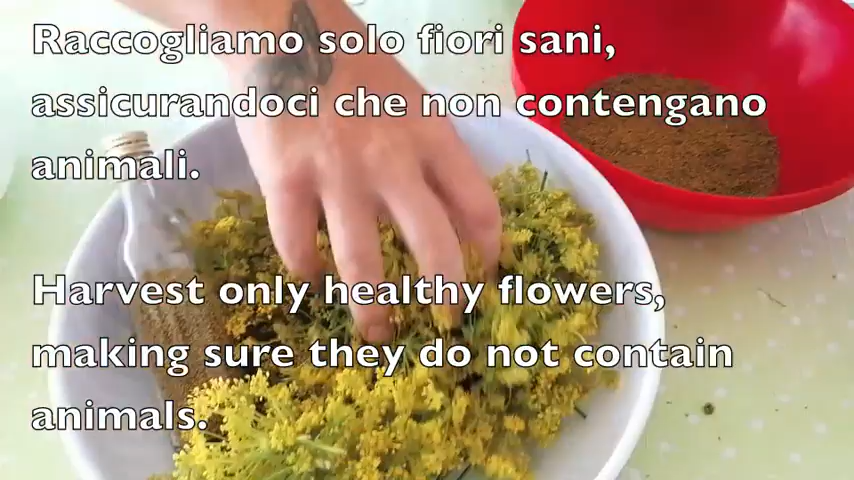 Raccogliamo solo fiori sani,
assicurandoci che non contengano
animali.
Harvest only healthy flowers,
making sure they do not contain
animals.